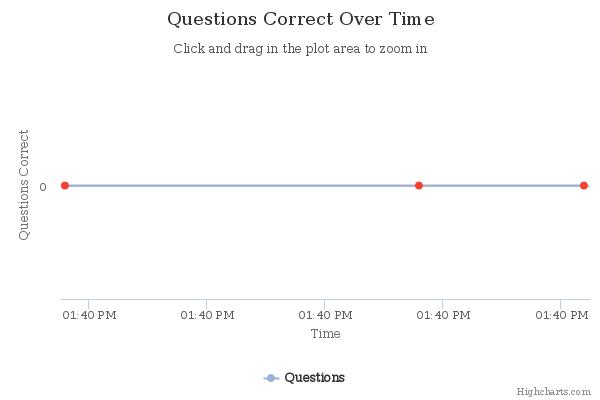 Questions Correct Over Time
Click and drag in the plot area to zoom in
Questions Correct
0
01:40 PM 01:40 PM 01:40 PM 01:40 PM 01:40 PM
Time
Questions
Highcharts.com